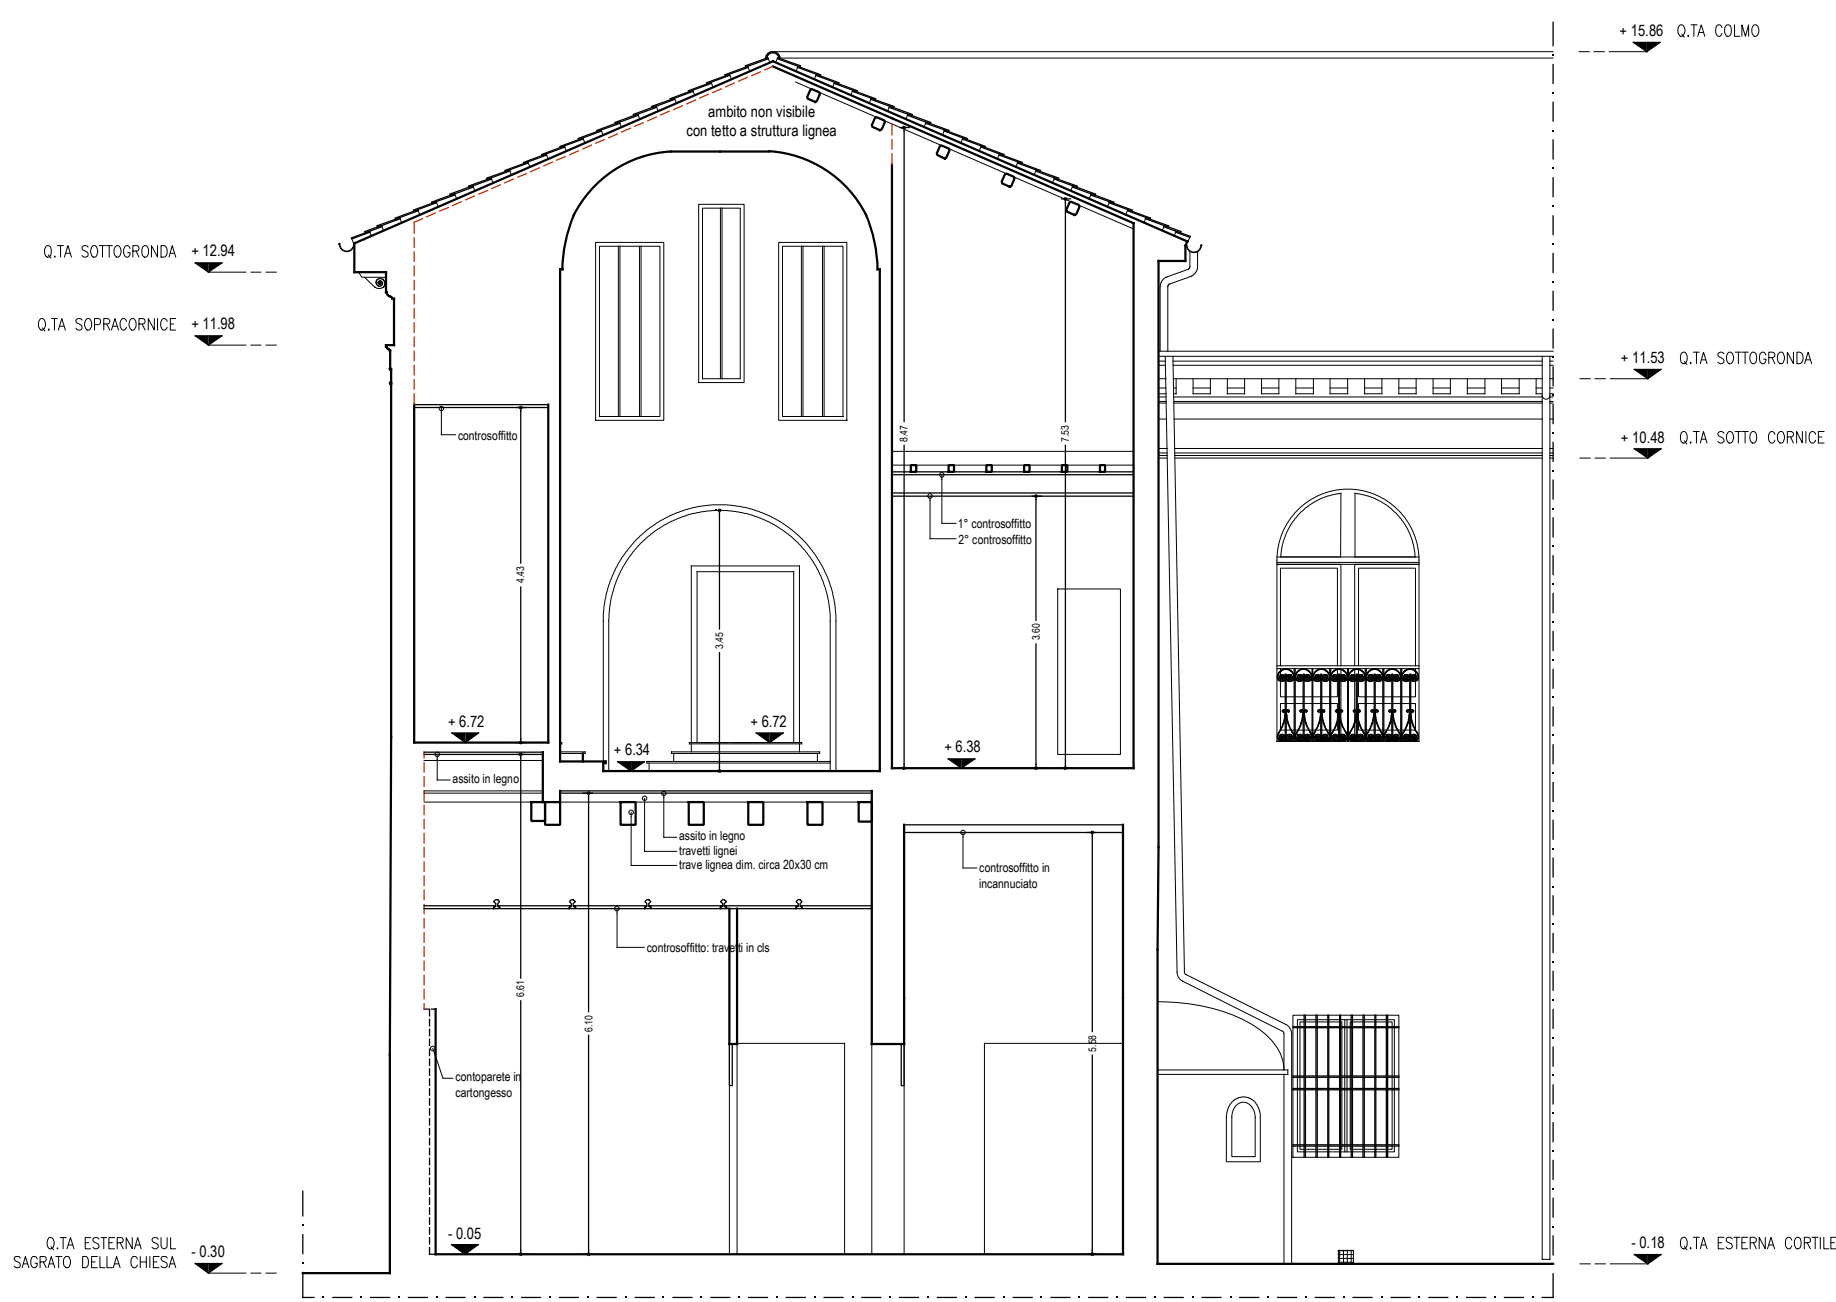 + 15.86 Q.TA COLMO
ambito non visibile
con tetto a struttura lignea
Q.TA SOTTOGRONDA + 12.94
Q.TA SOPRACORNICE + 11.98
+ 11.53 Q.TA SOTTOGRONDA
+ 10.48 Q.TA SOTTO CORNICE
controsoffitto
8.47
7.53
1° controsoffitto
2° controsoffitto
4.43
3.45
3.60
+ 6.72
+ 6.72
+ 6.34
+ 6.38
assito in legno
assito in legno
travetti lignei
trave lignea dim. circa 20x30 cm
controsoffitto in
incannuciato
controsoffitto: travetti in cls
6.61
6.10
5.58
contoparete in
cartongesso
- 0.05
Q.TA ESTERNA SUL
SAGRATO DELLA CHIESA - 0.30
- 0.18 Q.TA ESTERNA CORTILE